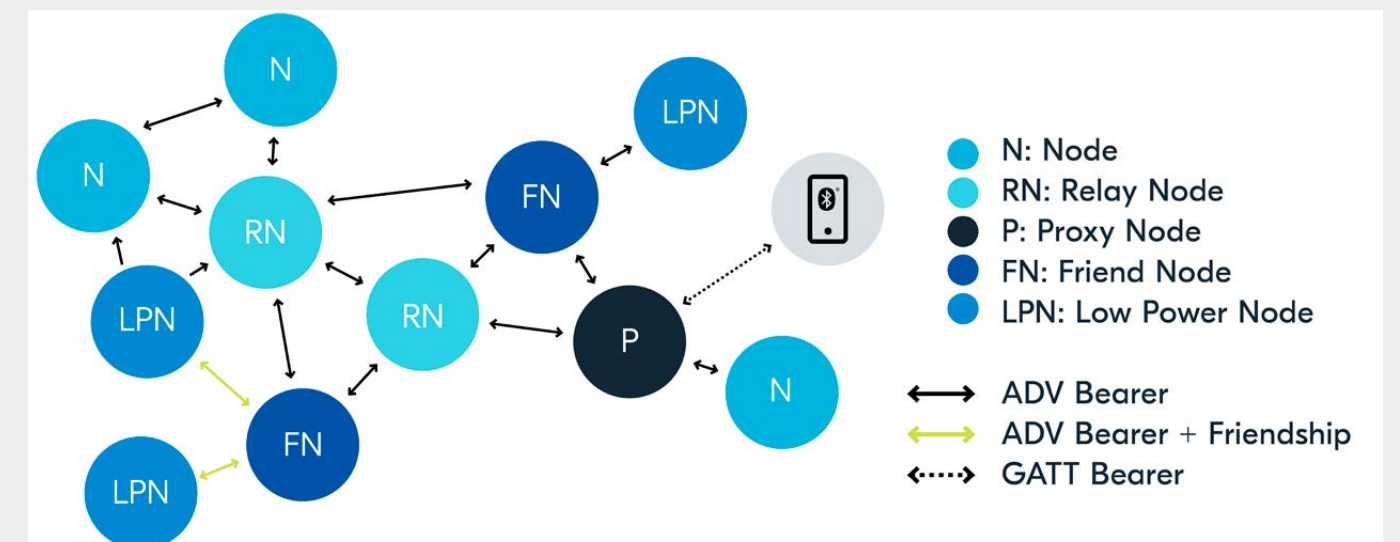 N
LPN
N
FN
RN
RN
LPN
P
N
FN
LPN
N: Node
RN: Relay Node
P: Proxy Node
FN: Friend Node
LPN: Low Power Node
ADV Bearer
ADV Bearer + Friendship
GATT Bearer